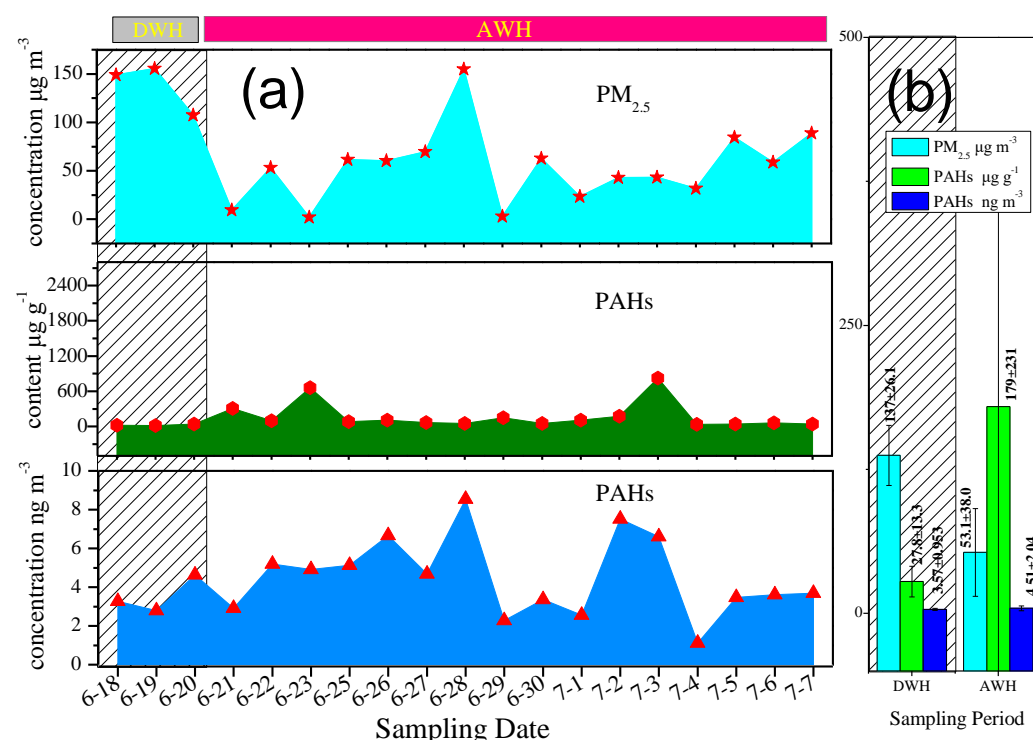 DWH
AWH
(a)
PM2.5
concentration μg m-3
150
100
50
0
PAHs
content μg g-1
2400
1800
1200
600
0
PAHs
concentration ng m-3
10
8
6
4
2
0
6-18
6-19
6-20
6-21
6-22
6-23
6-25
6-26
6-27
6-28
6-29
6-30
7-1
7-2
7-3
7-4
7-5
7-6
7-7
Sampling Date
(b)
500
250
0
PM2.5 μg m-3
PAHs μg g-1
PAHs ng m-3
137±26.1
27.8±13.3
3.57±0.953
53.1±38.0
179±231
4.51±2.04
DWH
AWH
Sampling Period